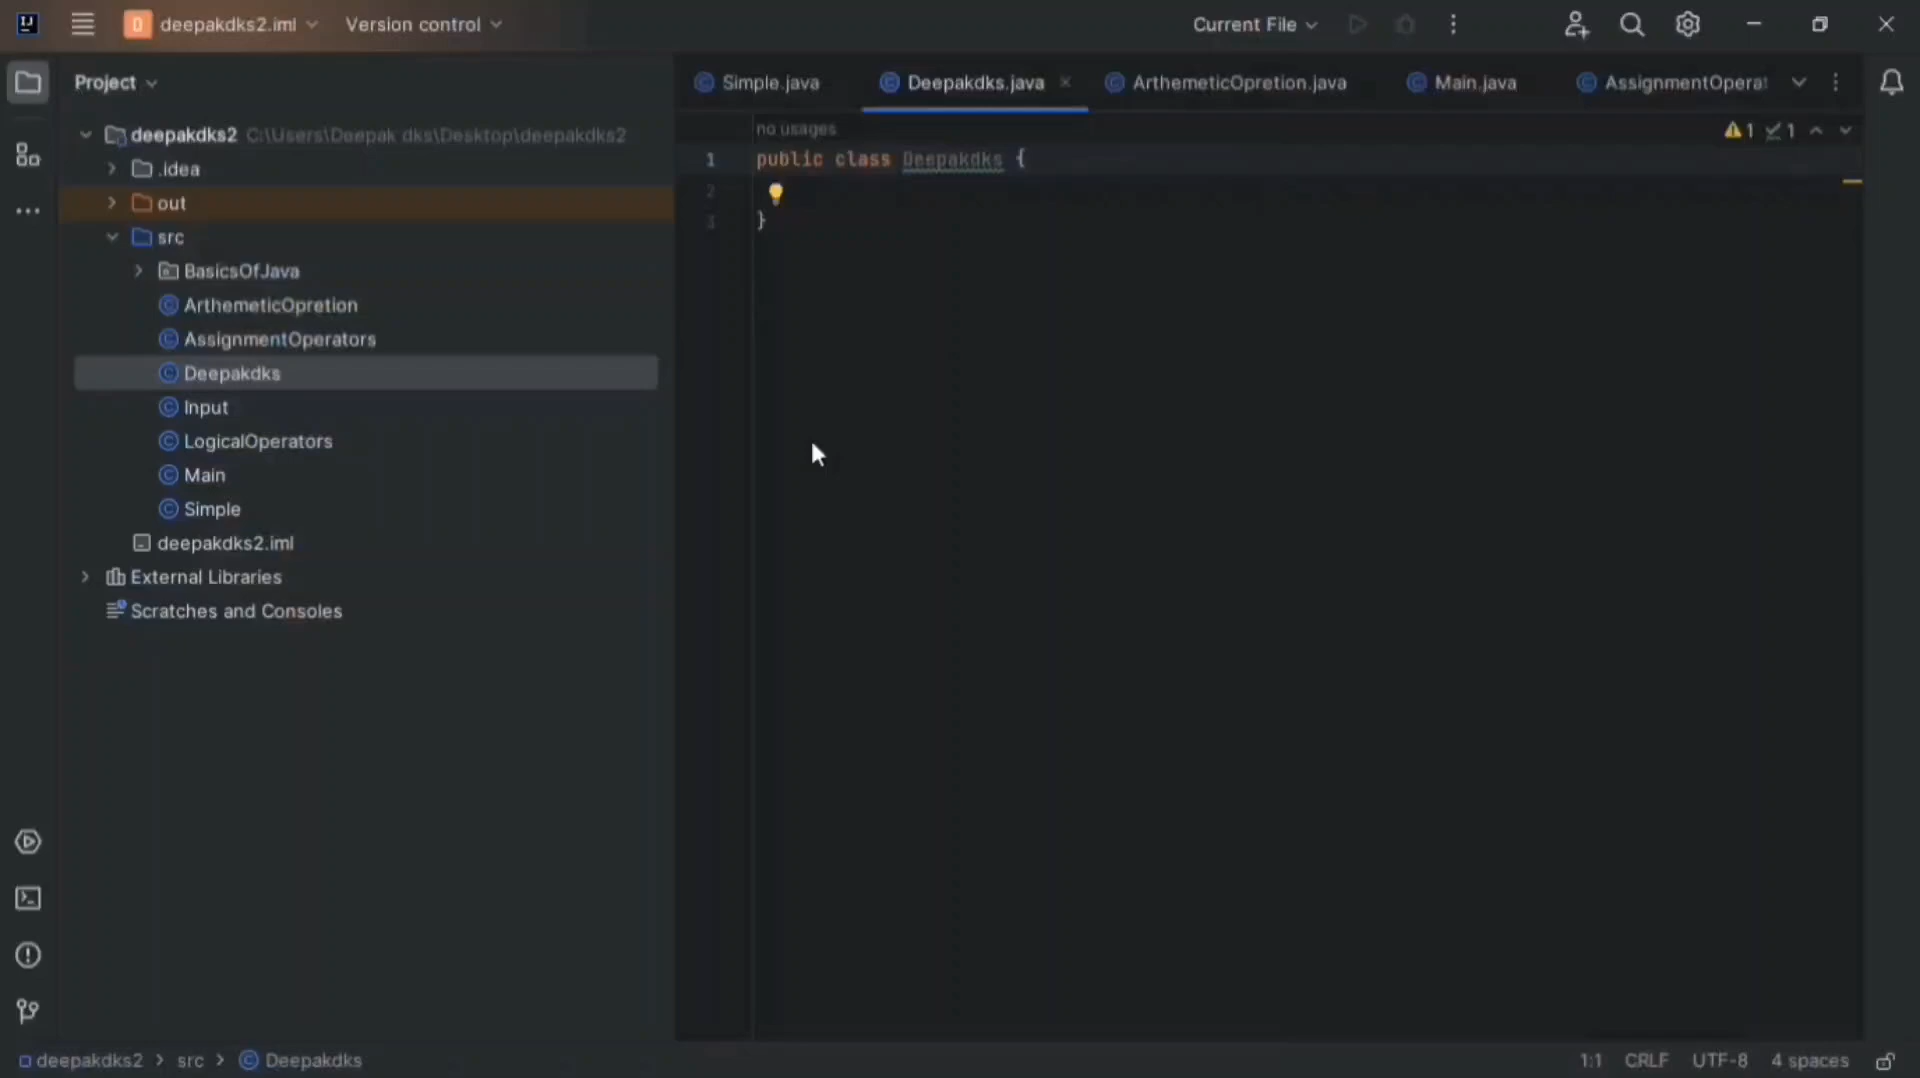 deepakdks2.iml Version control Current File
Project
Simple.java Deepakdks.java ArthemeticOpretion.java Main.java AssignmentOperat
deepakdks2 C:\Users\Deepak dks\Desktop\deepakdks2
.idea
out
src
BasicsOfJava
ArthemeticOpretion
AssignmentOperators
Deepakdks
Input
LogicalOperators
Main
Simple
deepakdks2.iml
External Libraries
Scratches and Consoles
no usages
1 1
1 public class Deepakdks {
2
3 }
deepakdks2 > src > Deepakdks
1:1 CRLF UTF-8 4 spaces